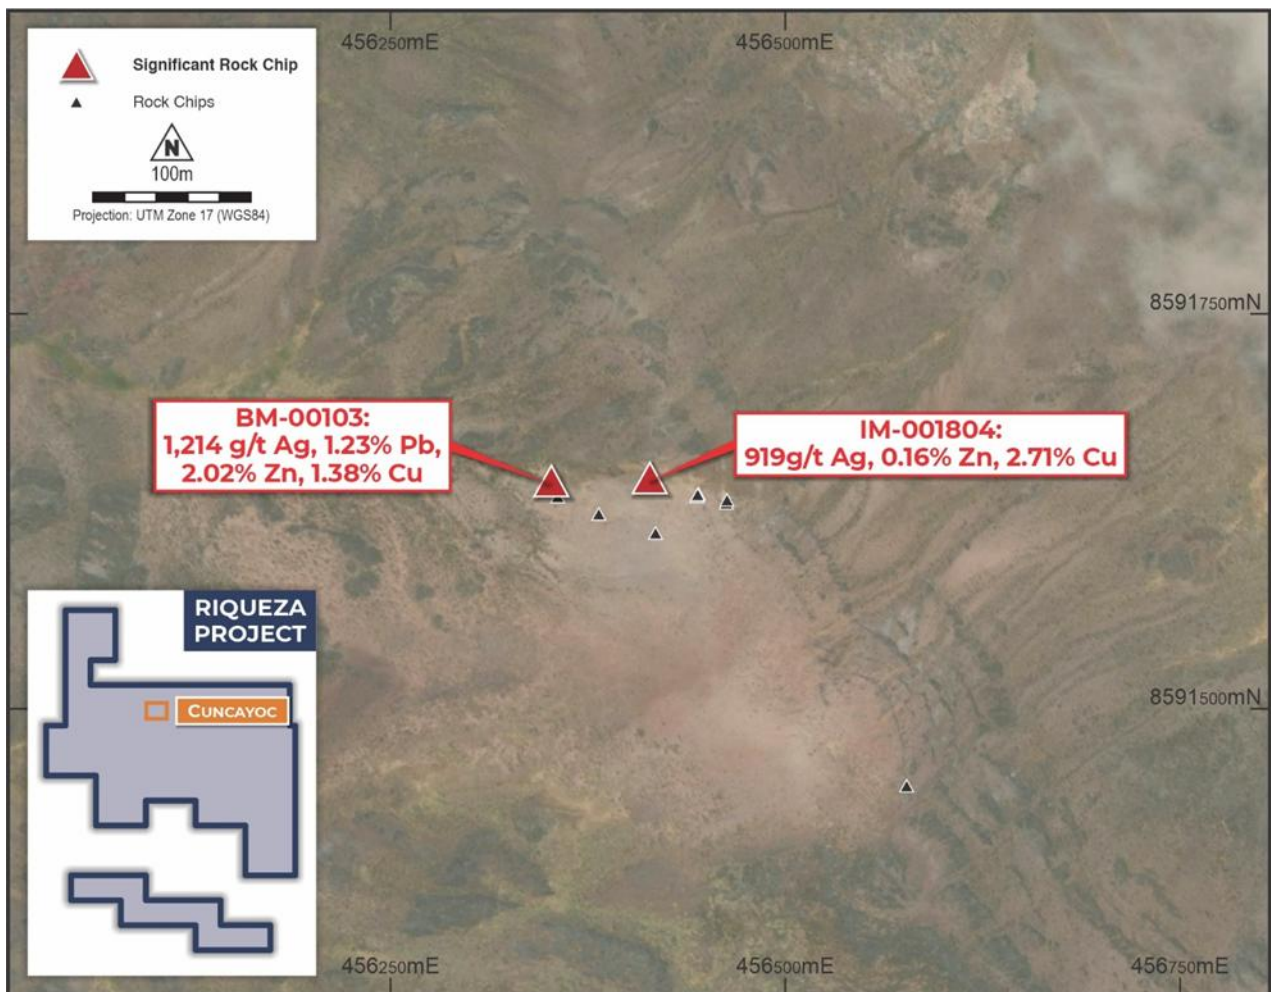 456250mE
456500mE
Significant Rock Chip
Rock Chips
N
100m
Projection: UTM Zone 17 (WGS84)
8591750mN
BM-00103:
1,214 g/t Ag, 1.23% Pb,
2.02% Zn, 1.38% Cu
IM-001804:
919g/t Ag, 0.16% Zn, 2.71% Cu
RIQUEZA
PROJECT
CUNCAYOC
8591500mN
456250mE
456500mE
456750mE